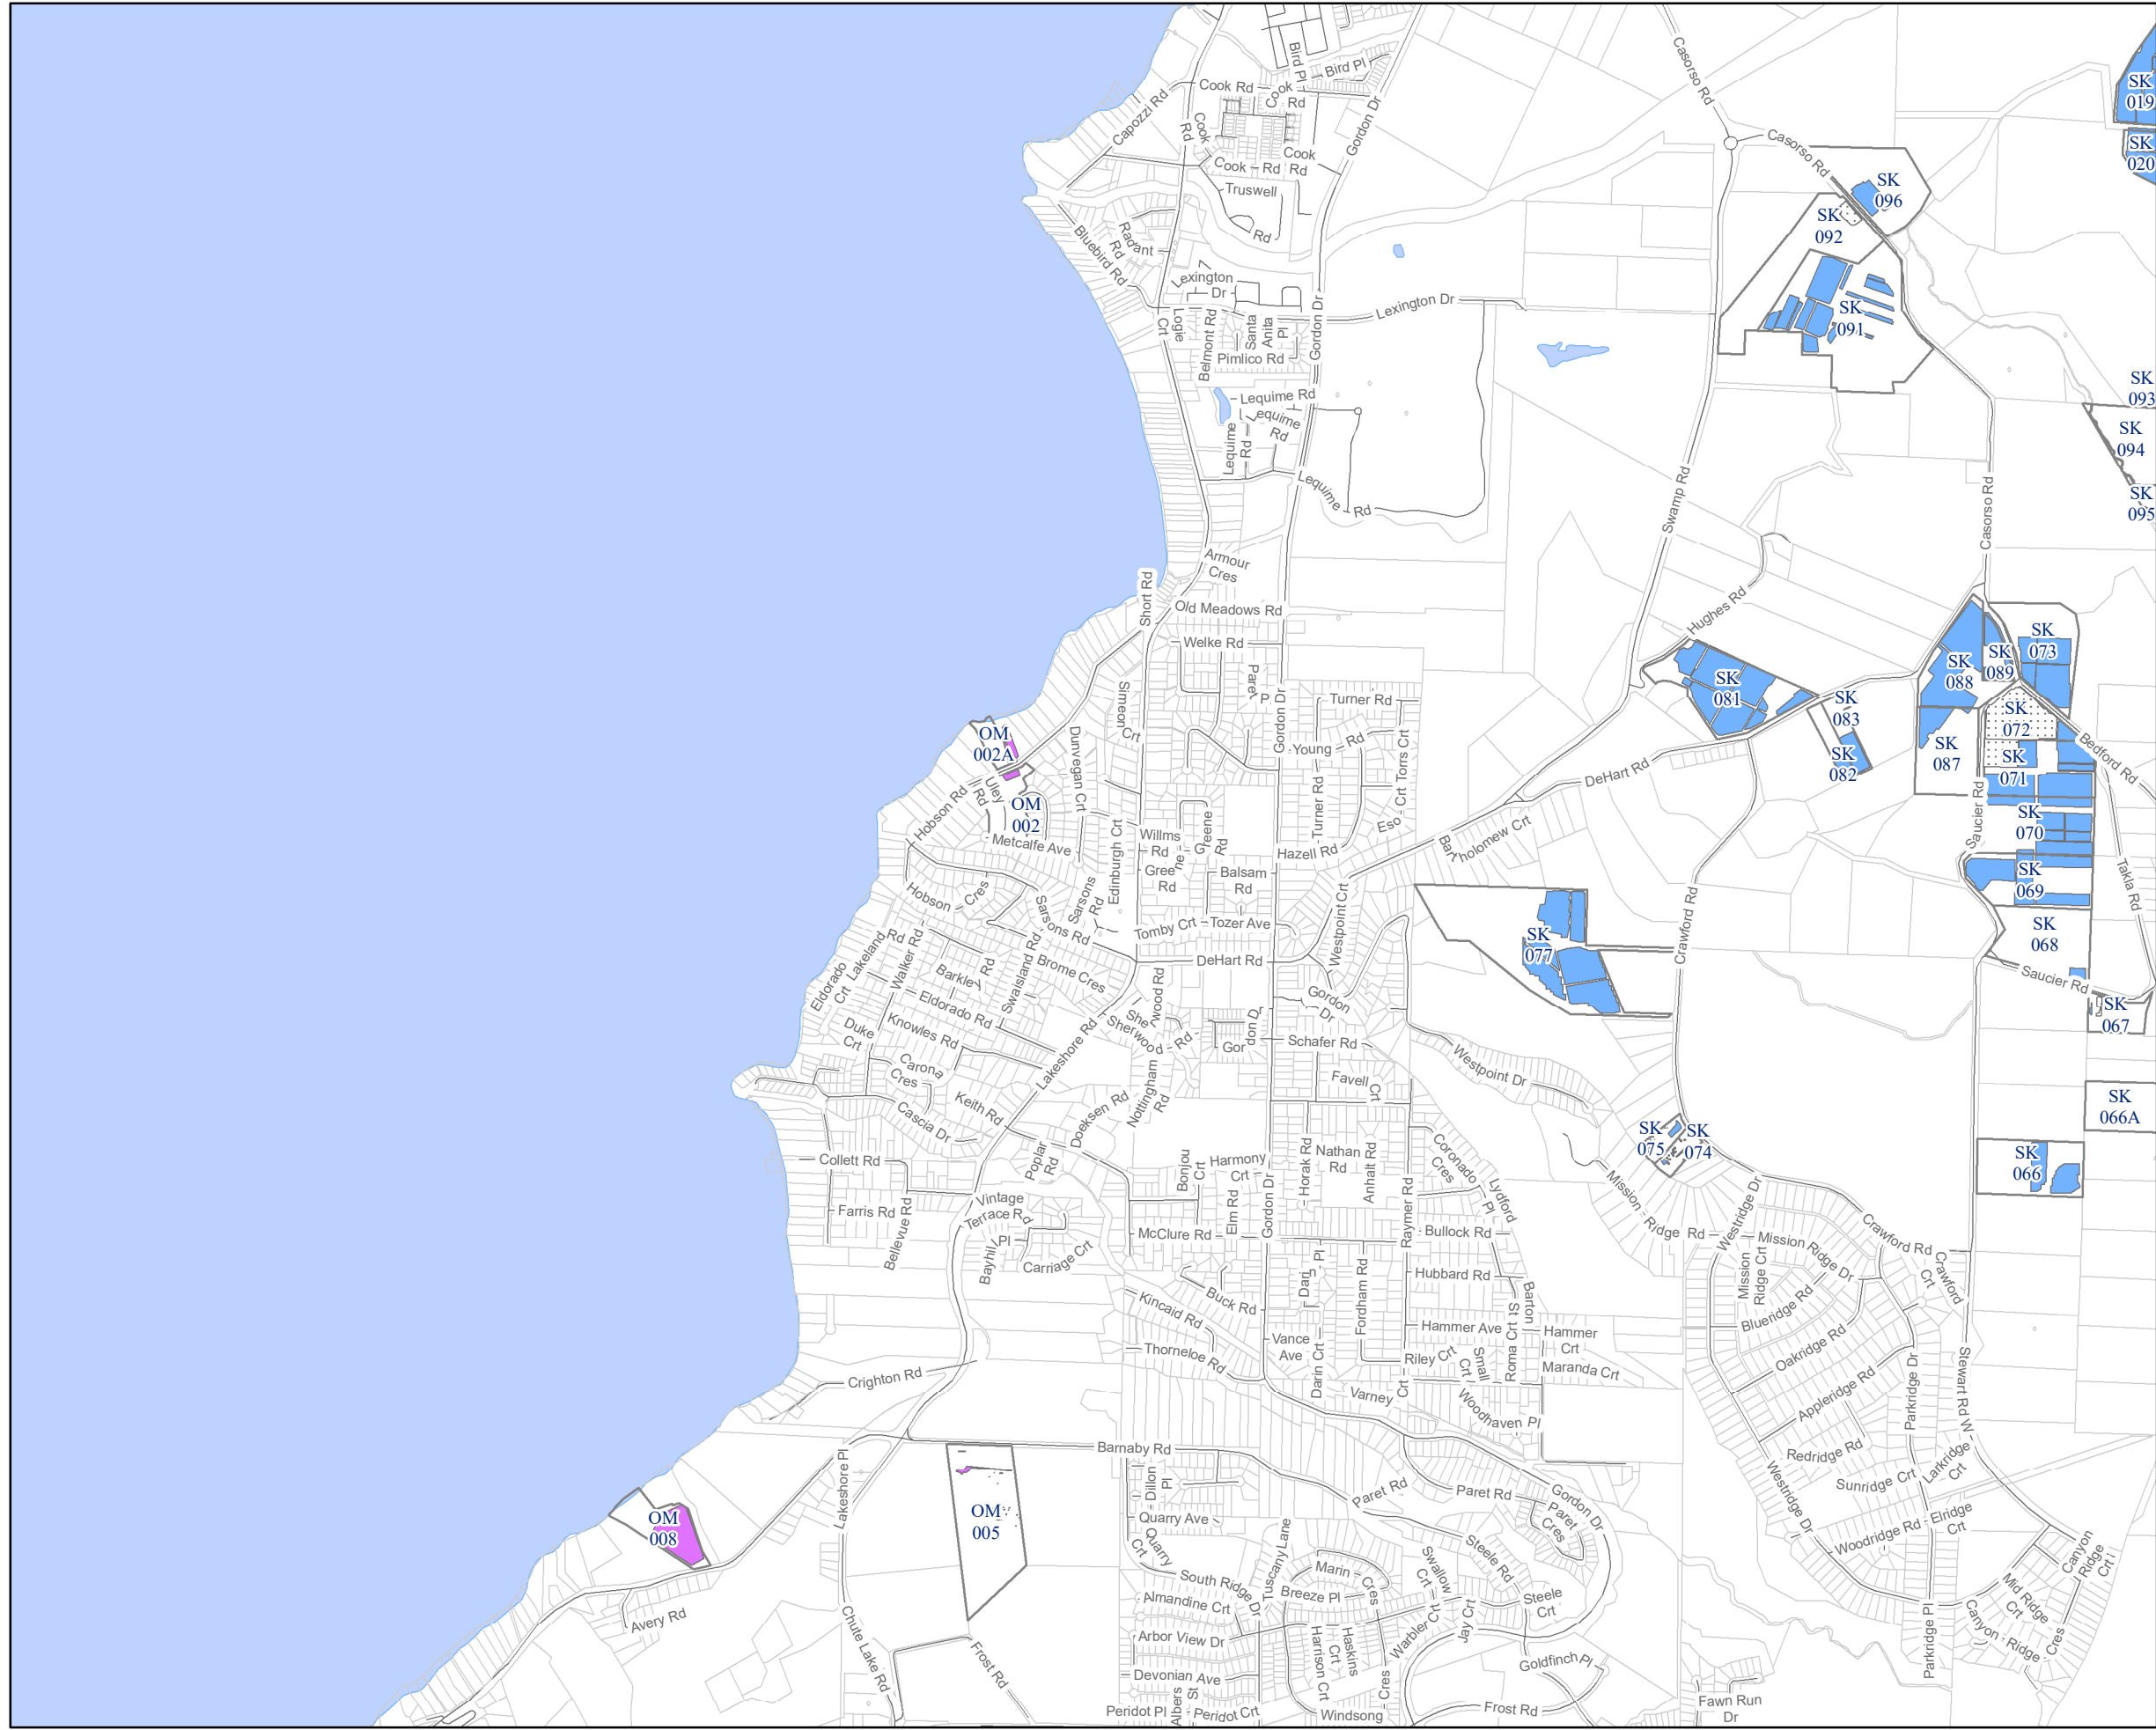 Bird Pl
Bird Pl
Cook Rd
Cook
Rd
Capozzi Rd
Cook
Rd
Cook
Rd
Cook
Rd
Truswell
Rd
Gordon Dr
Casorso Rd
Casorso Rd
SK
019
SK
020
SK
096
SK
092
SK
091
Radiant
Rd
Bluebird Rd
Lexington
Dr
Lexington Dr
Logie
Crt
Belmont Rd
Santa
Anita
Pl
Gordon Dr
Pimlico Rd
Lequime Rd
Lequime
Rd
Lequime
Rd
Lequime
Rd
SK
093
SK
094
SK
095
Swamp Rd
Casorso Rd
Armour
Cres
Short Rd
Old Meadows Rd
Welke Rd
Hughes Rd
Paret
P
Gordon Dr
Turner Rd
Simeon
Crt
Young
Rd
Torrs Crt
SK
081
SK
083
SK
082
SK
088
SK
089
SK
073
SK
072
SK
087
SK
071
Bedford Rd
OM
002A
OM
002
Uley
Rd
Hobson Rd
Metcalfe Ave
Dunvegan Crt
Edinburgh Crt
Willms
Rd
Greene
Rd
Greene
Rd
Balsam
Rd
Turner Rd
Eso
Crt
Hazell Rd
Bartholomew Crt
DeHart Rd
Saucier Rd
SK
070
SK
069
SK
068
Takla Rd
Hobson
Cres
Sarsons
Rd
Sarsons Rd
Tomby Crt
Tozer Ave
Westpoint Crt
DeHart Rd
SK
077
Crawford Rd
Saucier Rd
SK
067
Lakeland
Rd
Eldorado
Crt
Walker Rd
Barkley
Rd
Swaisland Rd
Brome Cres
Eldorado Rd
Knowles Rd
Duke
Crt
Carona
Cres
Cascia Dr
Keith Rd
Lakeshore Rd
Sherwood Rd
Sherwood
Rd
Nottingham
Rd
Doeksen Rd
Gordon
Dr
Gordon Dr
Schafer Rd
Favell
Crt
Westpoint Dr
SK
066A
SK
066
SK
075
SK
074
Collett Rd
Farris Rd
Bellevue Rd
Poplar
Rd
Vintage
Terrace Rd
Bayhill
Pl
Carriage Crt
Bonjou
Crt
Harmony
Crt
Elm Rd
Gordon Dr
Horak Rd
Nathan
Rd
Anhalt Rd
Coronado
Cres
Lydford
Pl
Raymer Rd
McClure Rd
Bullock Rd
Mission Ridge Rd
Westridge Dr
Mission Ridge Dr
Mission
Ridge Crt
Crawford Rd
Crawford
Crt
Darin
Pl
Fordham Rd
Hubbard Rd
Buck Rd
Kincaid Rd
Thorneloe Rd
Vance
Ave
Darin Crt
Hammer Ave
Hammer
Crt
Banton
St
Roma Crt
Small
Crt
Riley Crt
Maranda Crt
Varney
Crt
Woodhaven Pl
Blueridge Rd
Oakridge Rd
Appleridge Rd
Redridge Rd
Parkridge Dr
Stewart Rd W
Sunridge Crt
Larkridge
Crt
Crighton Rd
Lakeshore Pl
Barnaby Rd
OM
005
OM
008
Avery Rd
Chute Lake Rd
Frost Rd
Dillon
Pl
Quarry Ave
Quarry
Crt
Paret Rd
Paret Rd
Paret
Cres
Gordon Dr
Westridge Dr
Woodridge Rd
Elridge
Crt
Canyon
Ridge
Crt
Mid Ridge
Crt
Canyon Ridge
Cres
Parkridge Pl
South Ridge Dr
Tuscany Lane
Marin
Cres
Breeze Pl
Swallow
Crt
Steele Rd
Steele
Crt
Almandine Crt
Arbor View Dr
Devonian Ave
Albers
St
Peridot Pl
Peridot Crt
Harrison Crt
Haskins
Crt
Warbler Crt
Jay Crt
Cres
Windsong
Goldfinch Pl
Frost Rd
Fawn Run
Dr